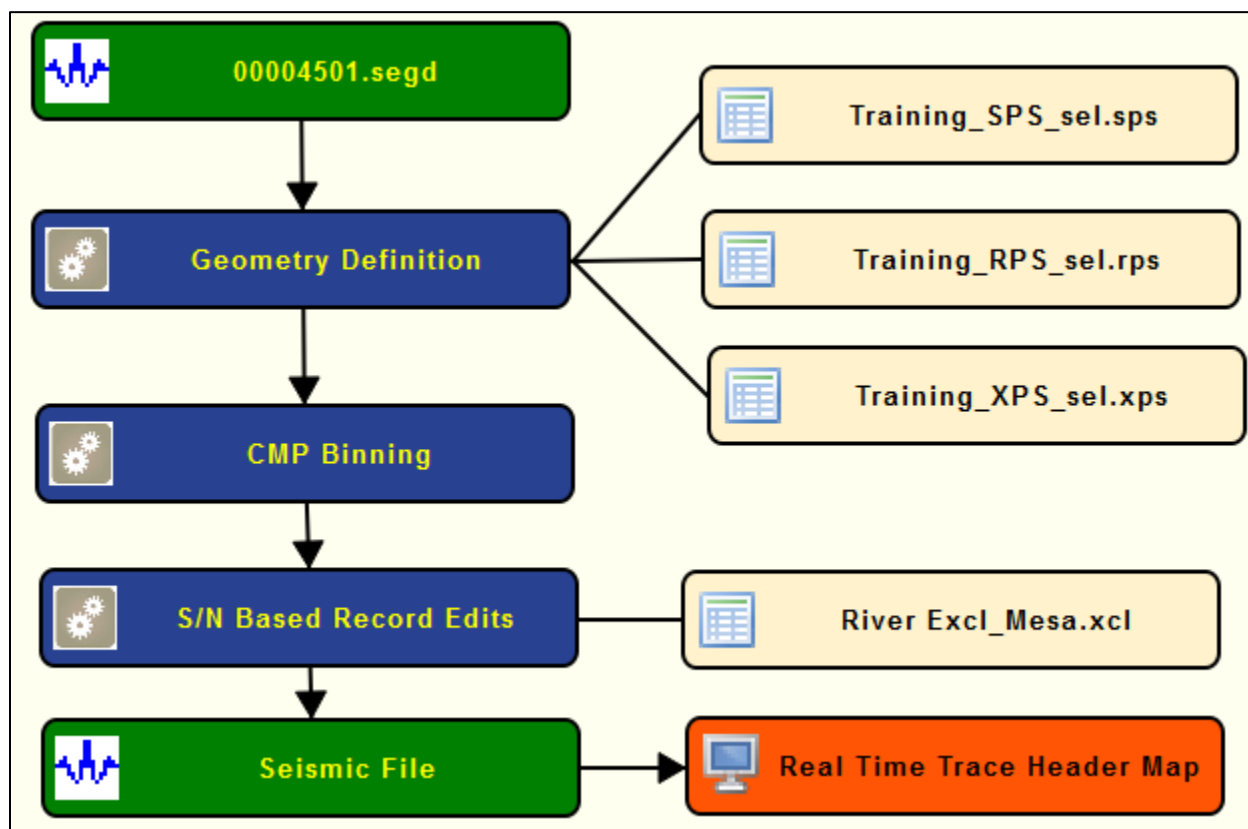 00004501.segd
Training_SPS_sel.sps
Geometry Definition
Training_RPS_sel.rps
Training_XPS_sel.xps
CMP Binning
S/N Based Record Edits
River Excl_Mesa.xcl
Seismic File
Real Time Trace Header Map